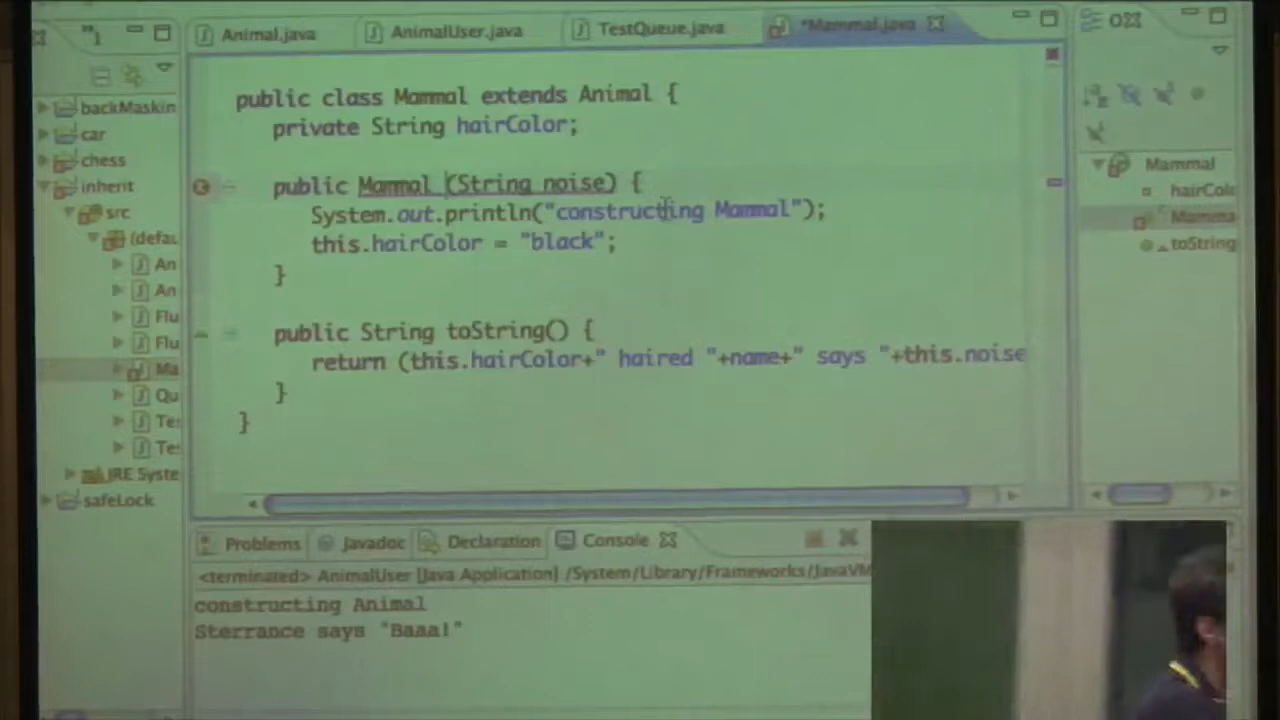 Animal.java
AnimalUser.java
TestQueue.java
*Mammal.java
backMaskin
car
chess
inherit
src
(defau
An
An
Flu
Flu
Ma
Qu
Te
Te
JRE Syste
safeLock
public class Mammal extends Animal {
private String hairColor;
public Mammal (String noise) {
System.out.println("constructing Mammal");
this.hairColor = "black";
}
public String toString() {
return (this.hairColor+" haired "+name+" says "+this.noise
}
}
Mammal
hairColo
Mamma
toString
Problems
Javadoc
Declaration
Console
<terminated> AnimalUser [Java Application] /System/Library/Frameworks/JavaVM
constructing Animal
Sterrance says "Baaa!"